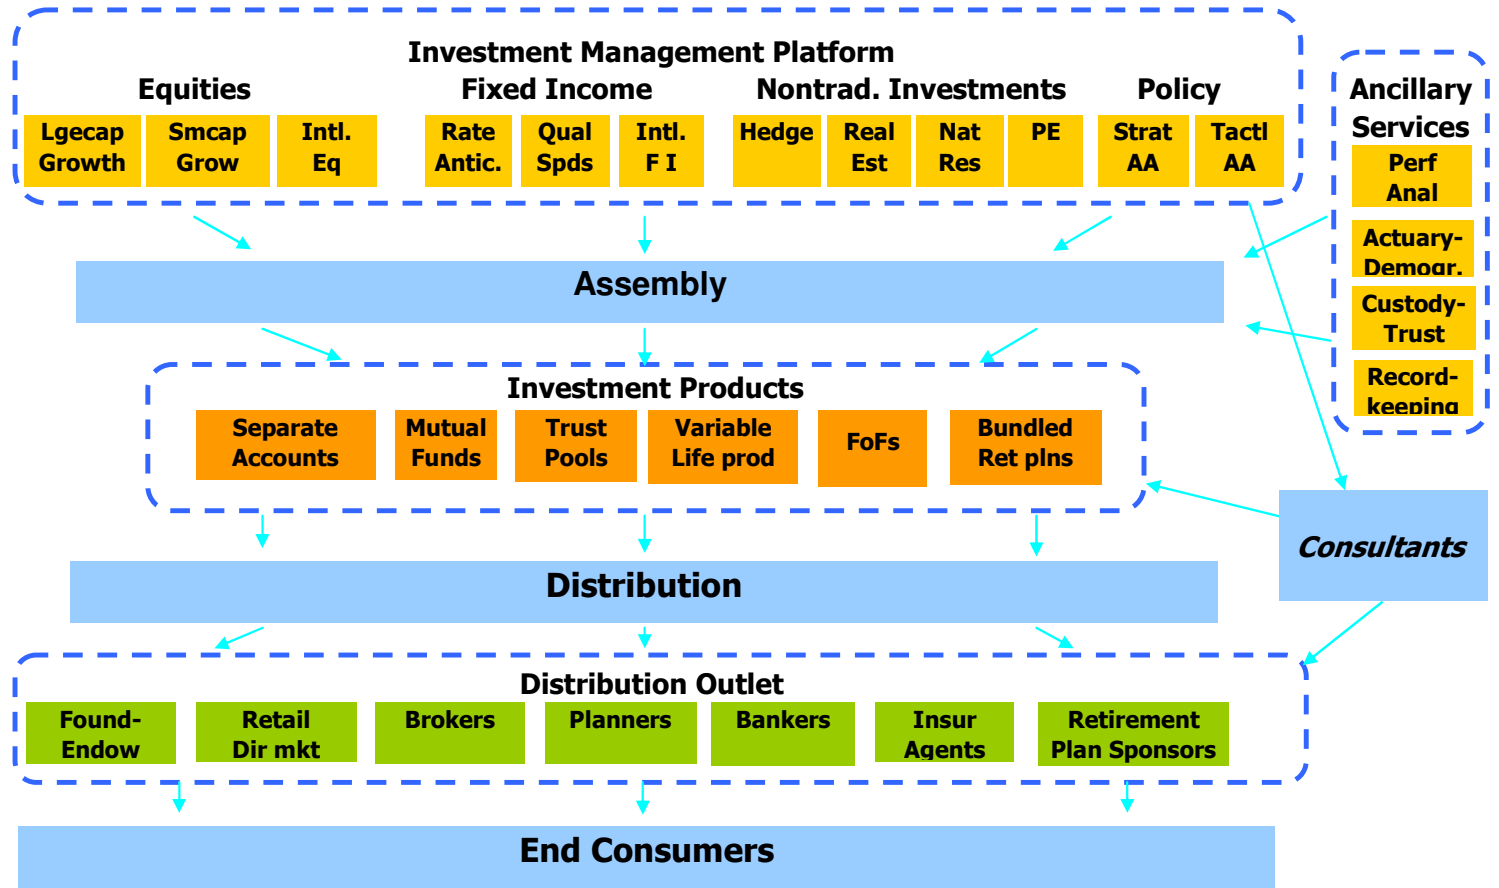 Investment Management Platform
Equities
Fixed Income
Nontrad. Investments
Policy
Lgecap
Growth
Smcap
Grow
Intl.
Eq
Rate
Antic.
Qual
Spds
Intl.
F I
Hedge
Real
Est
Nat
Res
PE
Strat
AA
Tactl
AA
Ancillary
Services
Perf
Anal
Actuary-
Demogr.
Custody-
Trust
Record-
keeping
Assembly
Investment Products
Separate
Accounts
Mutual
Funds
Trust
Pools
Variable
Life prod
FoFs
Bundled
Ret plns
Consultants
Distribution
Distribution Outlet
Found-
Endow
Retail
Dir mkt
Brokers
Planners
Bankers
Insur
Agents
Retirement
Plan Sponsors
End Consumers